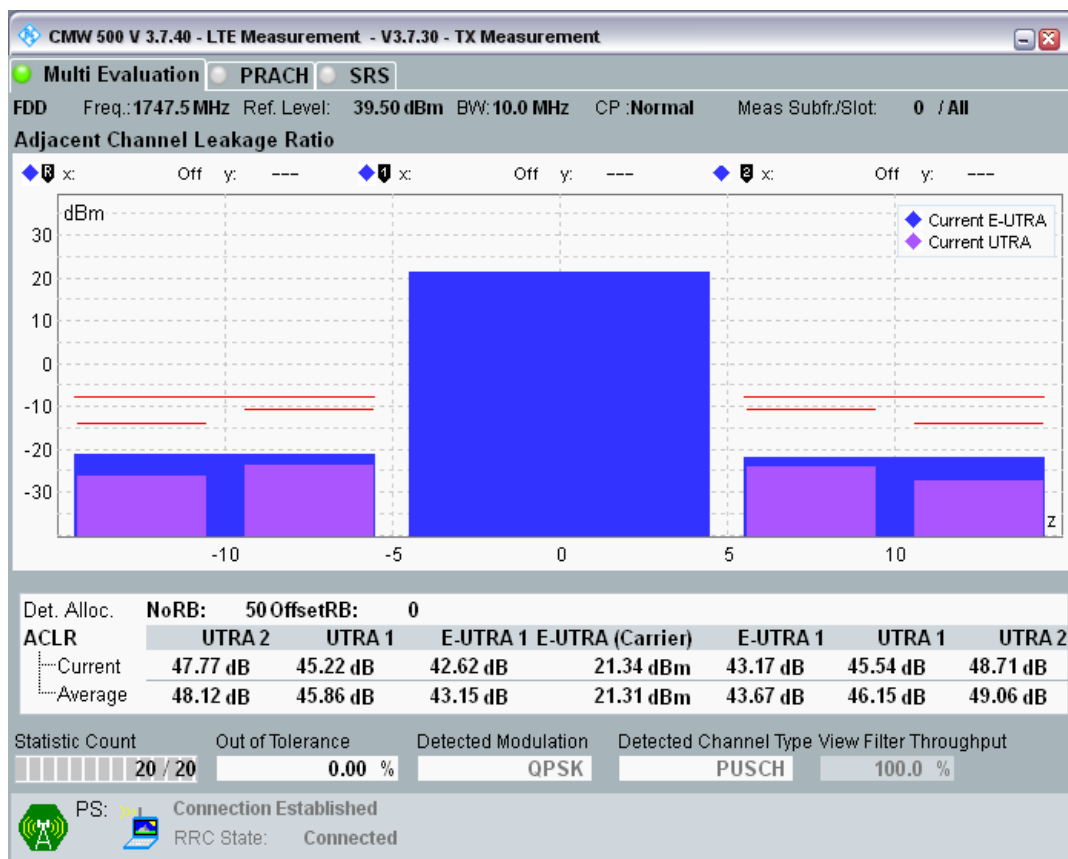 CMW 500 V 3.7.40 - LTE Measurement - V3.7.30 - TX Measurement
Multi Evaluation PRACH SRS
FDD Freq.: 1747.5 MHz Ref. Level: 39.50 dBm BW: 10.0 MHz CP :Normal Meas Subfr./Slot: 0 / All
Adjacent Channel Leakage Ratio
R x: Off y: --- 1 x: Off y: --- 2 x: Off y: ---
dBm
Current E-UTRA
Current UTRA
30
20
10
0
-10
-20
-30
z
-10 -5 0 5 10
Det. Alloc. NoRB: 50 OffsetRB: 0
ACLR UTRA 2 UTRA 1 E-UTRA 1 E-UTRA (Carrier) E-UTRA 1 UTRA 1 UTRA 2
Current 47.77 dB 45.22 dB 42.62 dB 21.34 dBm 43.17 dB 45.54 dB 48.71 dB
Average 48.12 dB 45.86 dB 43.15 dB 21.31 dBm 43.67 dB 46.15 dB 49.06 dB
Statistic Count Out of Tolerance Detected Modulation Detected Channel Type View Filter Throughput
20 / 20 0.00 % QPSK PUSCH 100.0 %
PS: Connection Established
RRC State: Connected